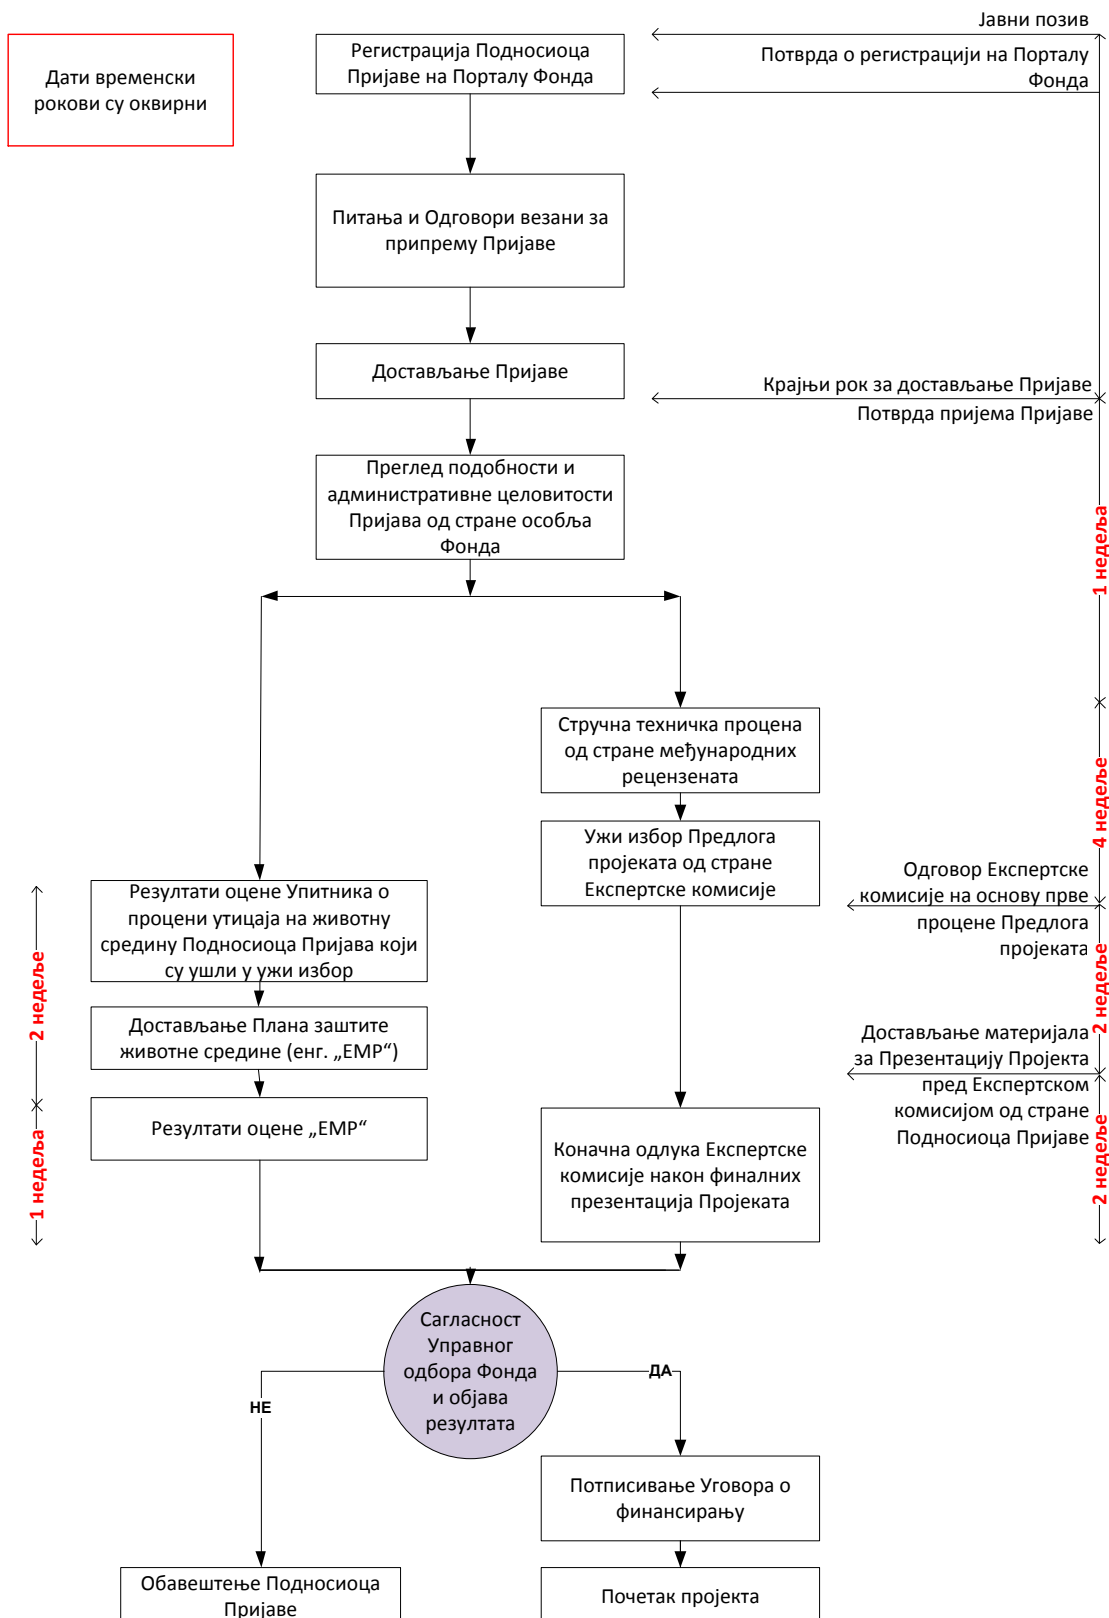 Дати временски
рокови су оквирни
Регистрација Подносиоца
Пријаве на Порталу Фонда
Јавни позив
Потврда о регистрацији на Порталу
Фонда
Питања и Одговори везани за
припрему Пријаве
Достављање Пријаве
Крајњи рок за достављање Пријаве
Потврда пријема Пријаве
Преглед подобности и
административне целовитости
Пријава од стране особља
Фонда
1 недеља
Стручна техничка процена
од стране међународних
рецензената
4 недеље
Ужи избор Предлога
пројеката од стране
Експертске комисије
Одговор Експертске
комисије на основу прве
процене Предлога
пројеката
Резултати оцене Упитника о
процени утицаја на животну
средину Подносиоца Пријава који
су ушли у ужи избор
2 недеље
2 недеље
Достављање Плана заштите
животне средине (енг. „EMP“)
Достављање материјала
за Презентацију Пројекта
пред Експертском
комисијом од стране
Подносиоца Пријаве
Резултати оцене „EMP“
1 недеља
2 недеље
Коначна одлука Експертске
комисије након финалних
презентација Пројеката
Сагласност
Управног
одбора Фонда
и објава
резултата
НЕ
ДА
Потписивање Уговора о
финансирању
Обавештење Подносиоца
Пријаве
Почетак пројекта